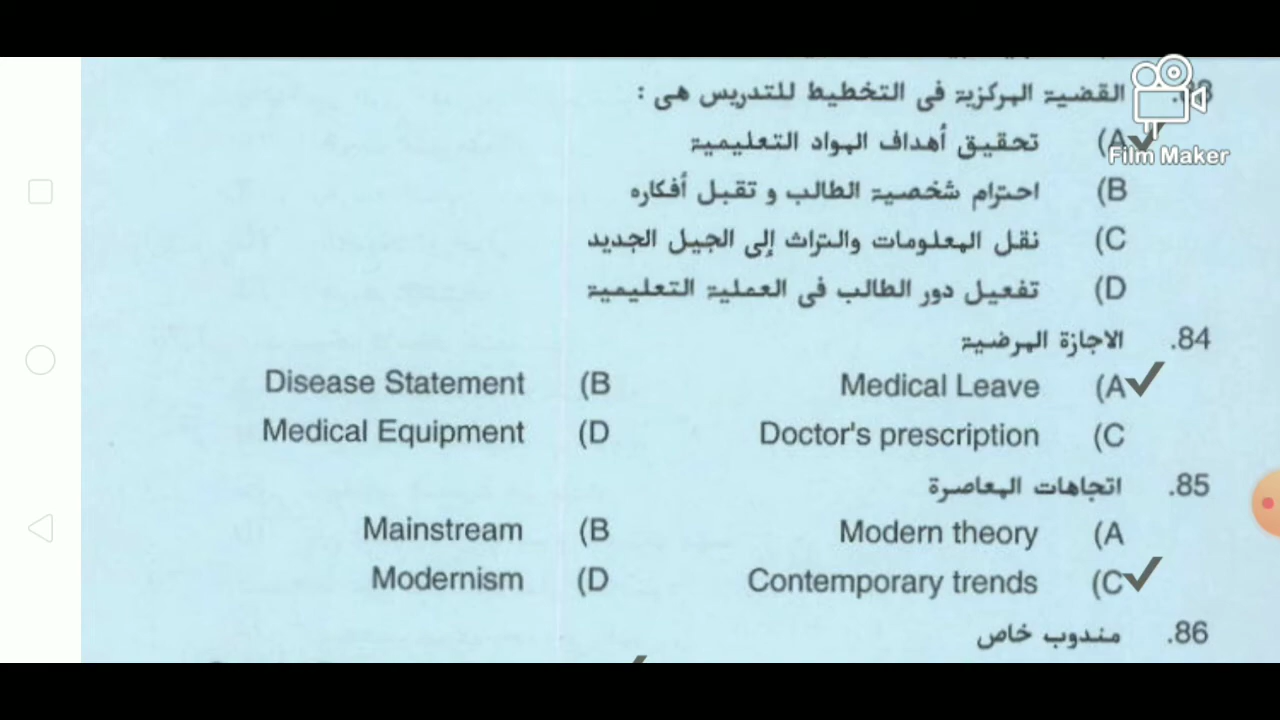 83. القضية المركزية فى التخطيط للتدريس هى :
A) تحقيق أهداف المواد التعليمية
B) احترام شخصية الطالب و تقبل أفكاره
C) نقل المعلومات والتراث إلى الجيل الجديد
D) تفعيل دور الطالب فى العملية التعليمية
84. الاجازة المرضية
A) Medical Leave B) Disease Statement
C) Doctor's prescription D) Medical Equipment
85. اتجاهات المعاصرة
A) Modern theory B) Mainstream
C) Contemporary trends D) Modernism
86. مندوب خاص
Film Maker